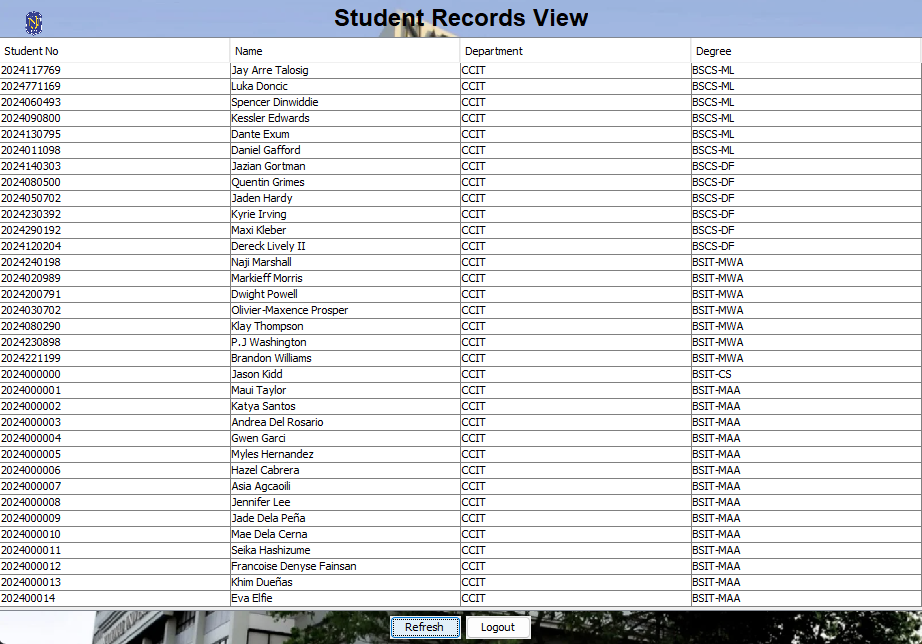 Student Records View
Student No Name Department Degree
2024117769 Jay Arre Talosig CCIT BSCS-ML
2024771169 Luka Doncic CCIT BSCS-ML
2024060493 Spencer Dinwiddie CCIT BSCS-ML
2024090800 Kessler Edwards CCIT BSCS-ML
2024130795 Dante Exum CCIT BSCS-ML
2024011098 Daniel Gafford CCIT BSCS-ML
2024140303 Jazian Gortman CCIT BSCS-DF
2024080500 Quentin Grimes CCIT BSCS-DF
2024050702 Jaden Hardy CCIT BSCS-DF
2024230392 Kyrie Irving CCIT BSCS-DF
2024290192 Maxi Kleber CCIT BSCS-DF
2024120204 Dereck Lively II CCIT BSCS-DF
2024240198 Naji Marshall CCIT BSIT-MWA
2024020989 Markieff Morris CCIT BSIT-MWA
2024200791 Dwight Powell CCIT BSIT-MWA
2024030702 Olivier-Maxence Prosper CCIT BSIT-MWA
2024080290 Klay Thompson CCIT BSIT-MWA
2024230898 P.J Washington CCIT BSIT-MWA
2024221199 Brandon Williams CCIT BSIT-MWA
2024000000 Jason Kidd CCIT BSIT-CS
2024000001 Maui Taylor CCIT BSIT-MAA
2024000002 Katya Santos CCIT BSIT-MAA
2024000003 Andrea Del Rosario CCIT BSIT-MAA
2024000004 Gwen Garci CCIT BSIT-MAA
2024000005 Myles Hernandez CCIT BSIT-MAA
2024000006 Hazel Cabrera CCIT BSIT-MAA
2024000007 Asia Agcaoili CCIT BSIT-MAA
2024000008 Jennifer Lee CCIT BSIT-MAA
2024000009 Jade Dela Peña CCIT BSIT-MAA
2024000010 Mae Dela Cerna CCIT BSIT-MAA
2024000011 Seika Hashizume CCIT BSIT-MAA
2024000012 Francoise Denyse Fainsan CCIT BSIT-MAA
2024000013 Khim Dueñas CCIT BSIT-MAA
202400014 Eva Elfie CCIT BSIT-MAA
Refresh Logout